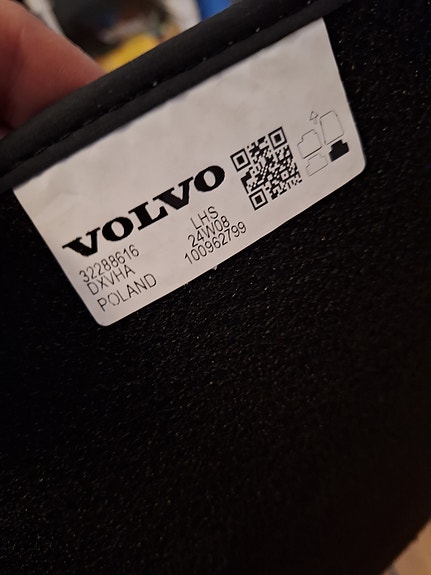 VOLVO
32288616 LHS
DXVHA 24W08
POLAND 100962799